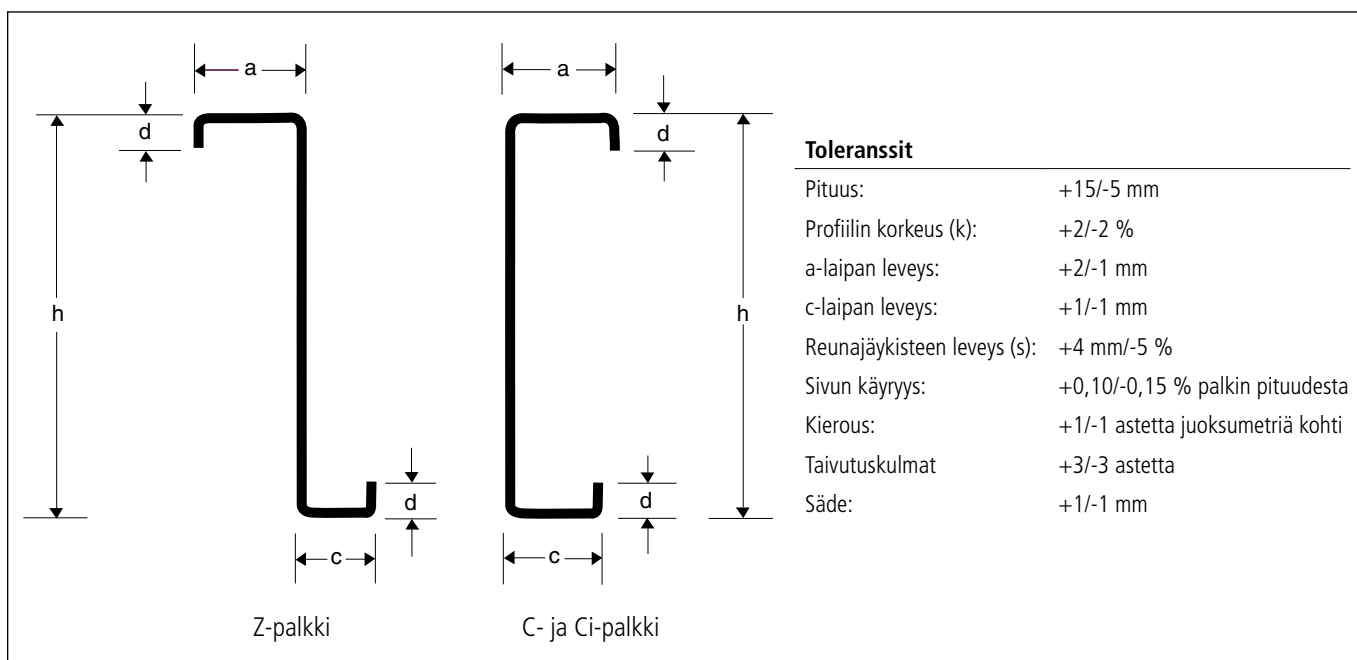 a
a
d
d
h
h
d
d
c
c
Z-palkki
C- ja Ci-palkki
Toleranssit
Pituus: +15/-5 mm
Profiilin korkeus (k): +2/-2 %
a-laipan leveys: +2/-1 mm
c-laipan leveys: +1/-1 mm
Reunajäykisteen leveys (s): +4 mm/-5 %
Sivun käyryys: +0,10/-0,15 % palkin pituudesta
Kierous: +1/-1 astetta juoksumetriä kohti
Taivutuskulmat +3/-3 astetta
Säde: +1/-1 mm